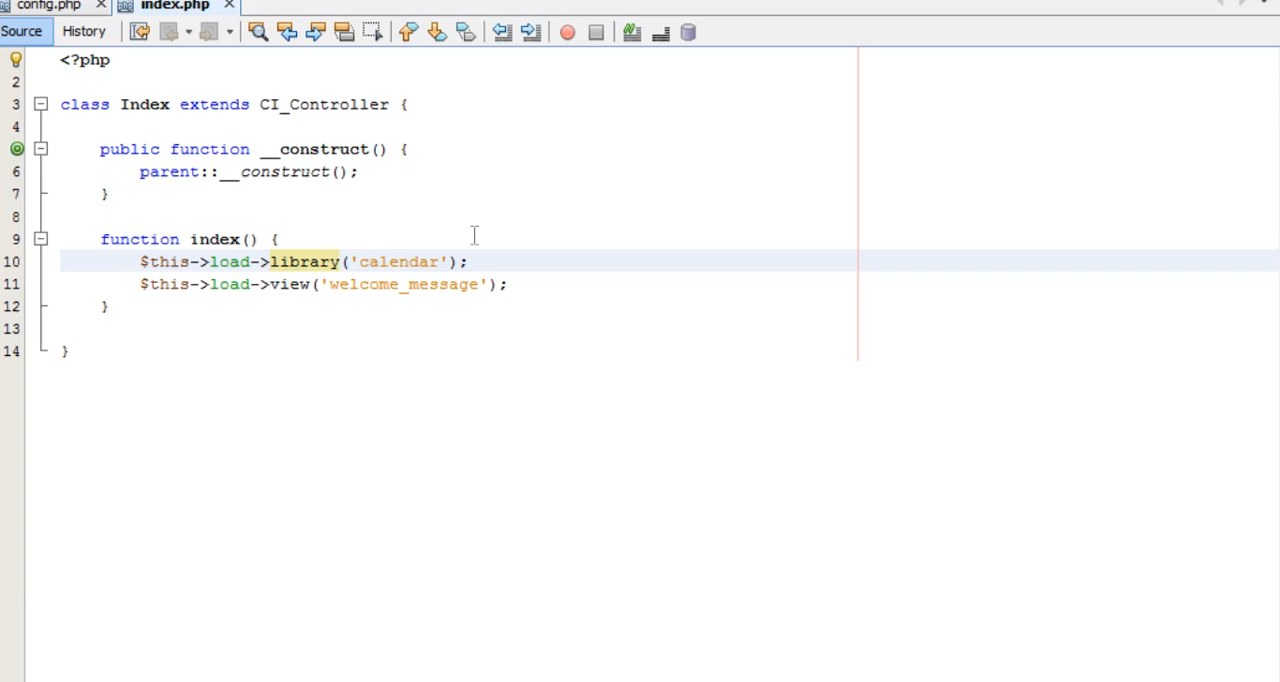 config.php index.php
Source History
<?php
2
3 class Index extends CI_Controller {
4
public function __construct() {
6 parent::__construct();
7 }
8
9 function index() {
10 $this->load->library('calendar');
11 $this->load->view('welcome_message');
12 }
13
14 }